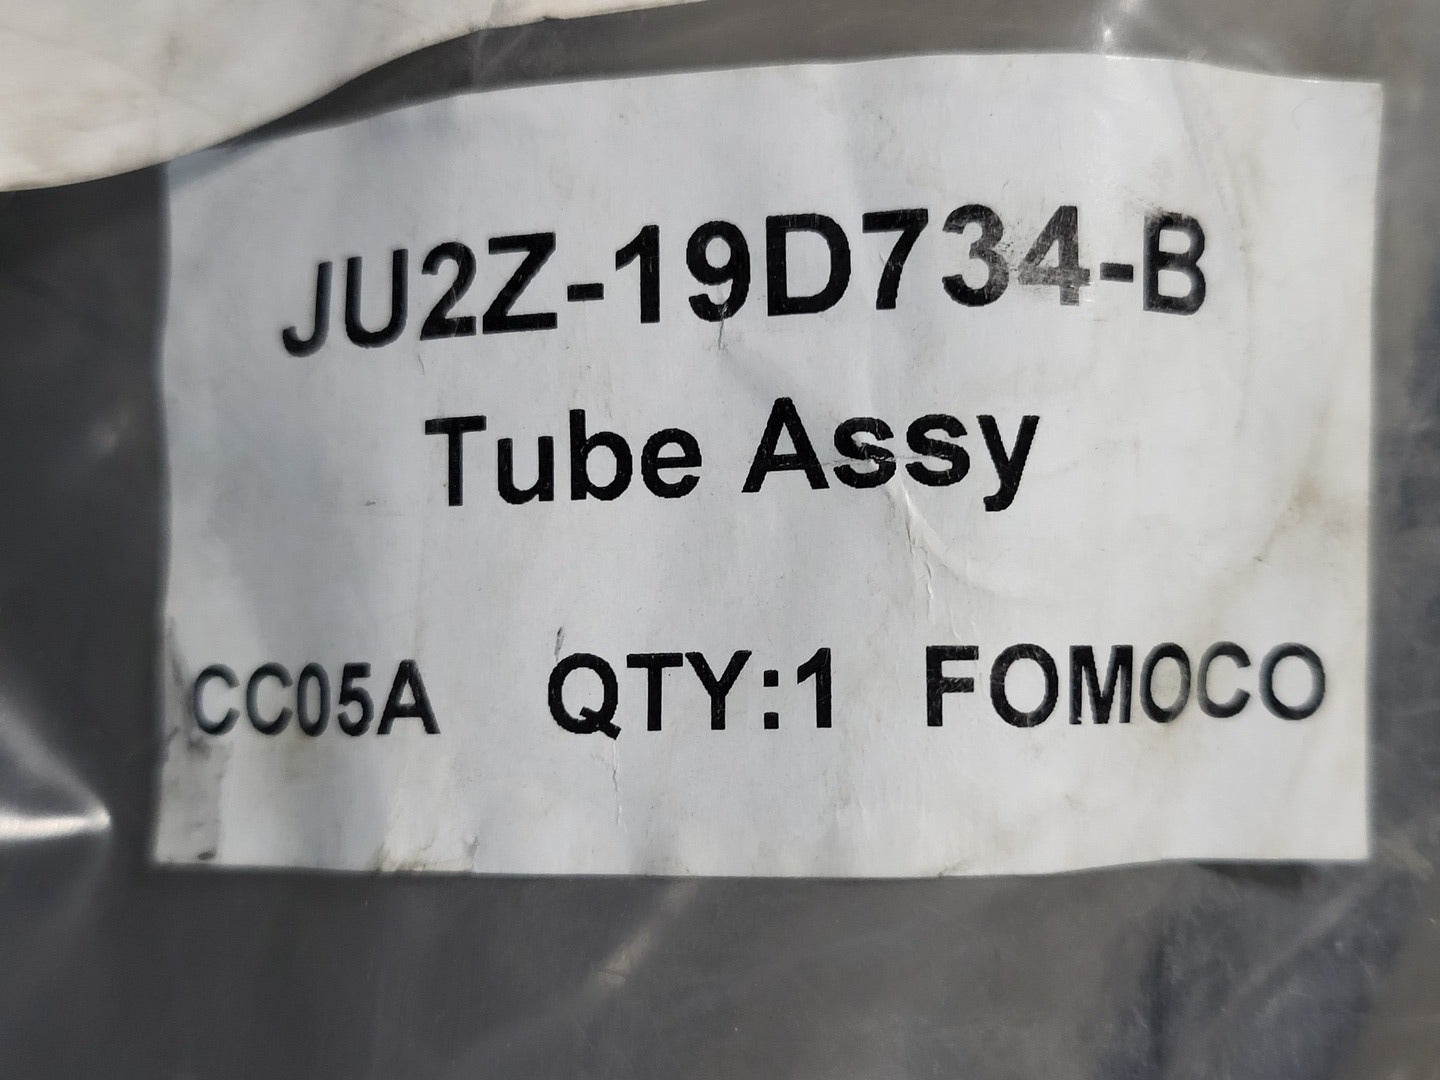 JU2Z-19D734-B
Tube Assy
CC05A QTY:1 FOMOCO